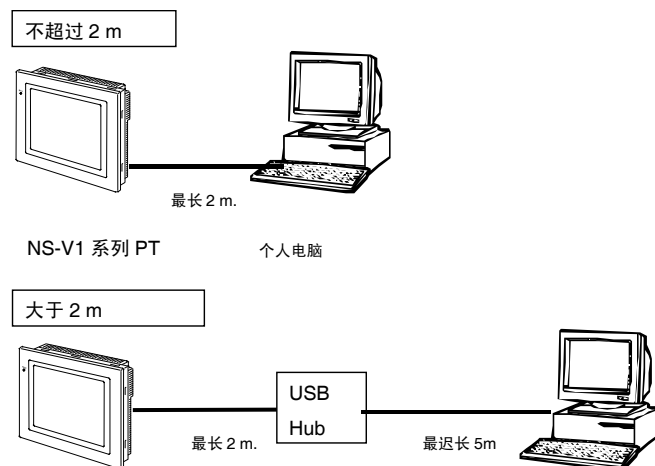 不超过 2 m
最长 2 m.
NS-V1 系列 PT
个人电脑
大于 2 m
USB
Hub
最长 2 m.
最迟长 5m